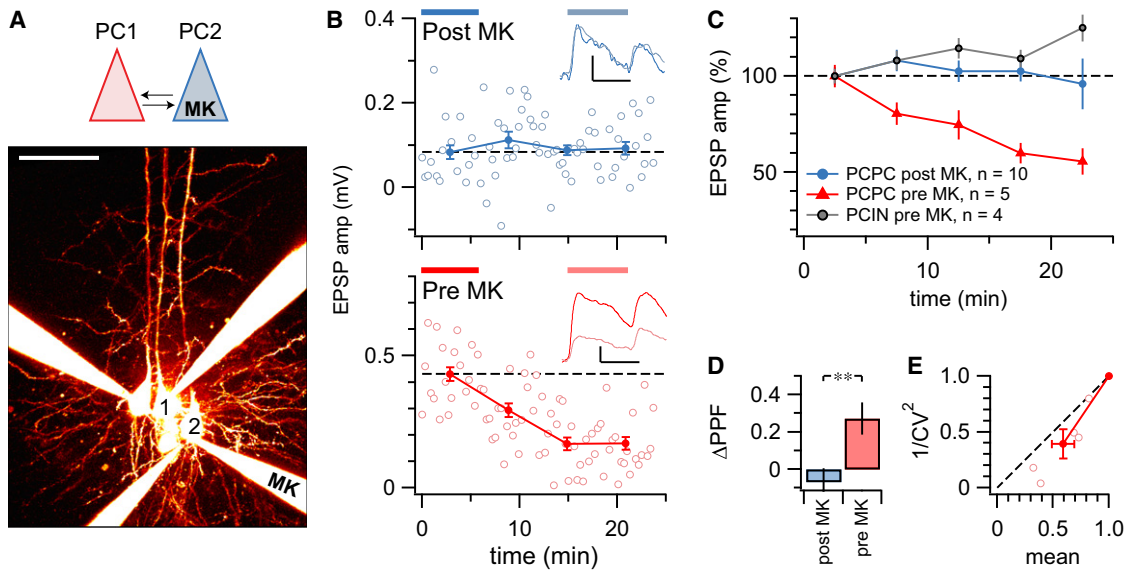 A
PC1 PC2
MK
1
2
MK
B
EPSP amp (mV)
Post MK
0.4
0.2
0
Pre MK
0.5
0
0 10 20
time (min)
C
EPSP amp (%)
100
50
PCPC post MK, n = 10
PCPC pre MK, n = 5
PCIN pre MK, n = 4
0 10 20
time (min)
D
**
ΔPPF
0.4
0.2
0
post MK
pre MK
E
1/CV²
1.0
0.5
0
0 0.5 1.0
mean